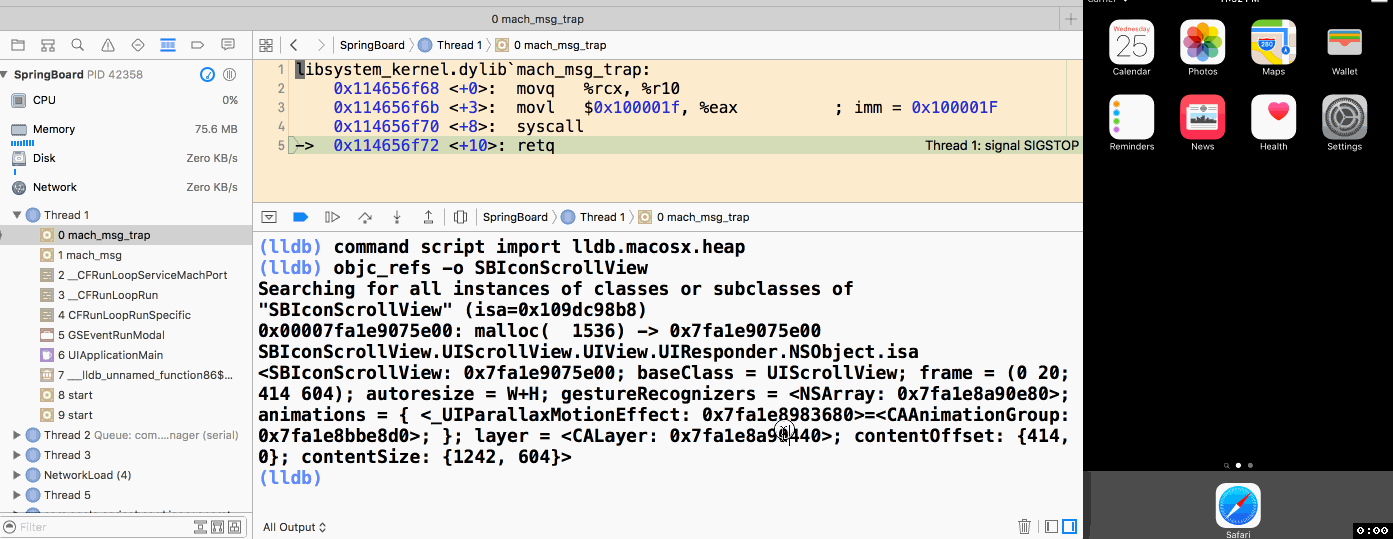 0 mach_msg_trap
SpringBoard PID 42358
CPU 0%
Memory 75.6 MB
Disk Zero KB/s
Network Zero KB/s
Thread 1
0 mach_msg_trap
1 mach_msg
2 __CFRunLoopServiceMachPort
3 __CFRunLoopRun
4 CFRunLoopRunSpecific
5 GSEventRunModal
6 UIApplicationMain
7 ___lldb_unnamed_function86$...
8 start
9 start
Thread 2 Queue: com....nager (serial)
Thread 3
NetworkLoad (4)
Thread 5
Filter
SpringBoard Thread 1 0 mach_msg_trap
1 libsystem_kernel.dylib`mach_msg_trap:
2 0x114656f68 <+0>: movq %rcx, %r10
3 0x114656f6b <+3>: movl $0x100001f, %eax ; imm = 0x100001F
4 0x114656f70 <+8>: syscall
5 -> 0x114656f72 <+10>: retq Thread 1: signal SIGSTOP
SpringBoard Thread 1 0 mach_msg_trap
(lldb) command script import lldb.macosx.heap
(lldb) objc_refs -o SBIconScrollView
Searching for all instances of classes or subclasses of
"SBIconScrollView" (isa=0x109dc98b8)
0x00007fa1e9075e00: malloc( 1536) -> 0x7fa1e9075e00
SBIconScrollView.UIScrollView.UIView.UIResponder.NSObject.isa
<SBIconScrollView: 0x7fa1e9075e00; baseClass = UIScrollView; frame = (0 20;
414 604); autoresize = W+H; gestureRecognizers = <NSArray: 0x7fa1e8a90e80>;
animations = { <_UIParallaxMotionEffect: 0x7fa1e8983680>=<CAAnimationGroup:
0x7fa1e8bbe8d0>; }; layer = <CALayer: 0x7fa1e8a90440>; contentOffset: {414,
0}; contentSize: {1242, 604}>
(lldb)
All Output
Wednesday
25
280
Calendar Photos Maps Wallet
Reminders News Health Settings
Safari
0:00